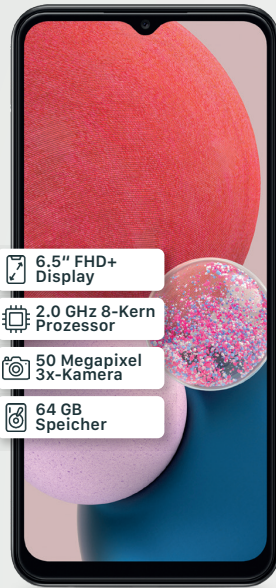 6.5“ FHD+
Display
2.0 GHz 8-Kern
Prozessor
50 Megapixel
3x-Kamera
64 GB
Speicher